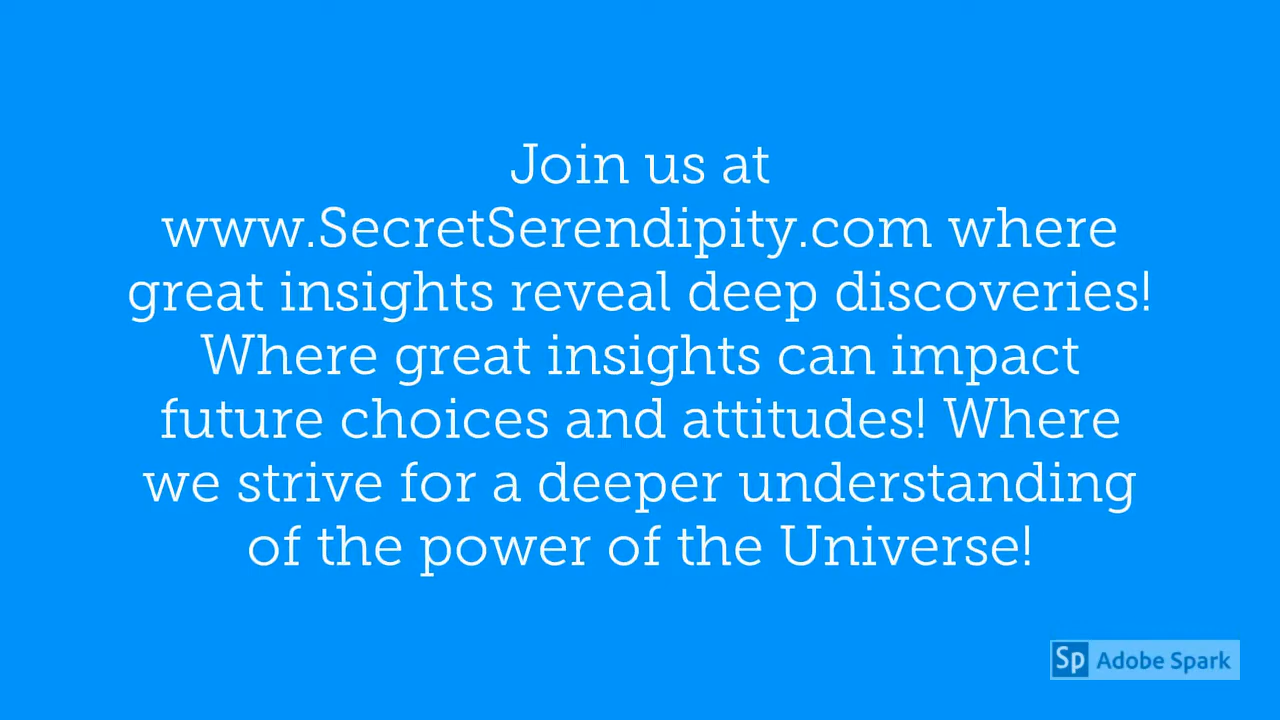 Join us at
www.SecretSerendipity.com where
great insights reveal deep discoveries!
Where great insights can impact
future choices and attitudes! Where
we strive for a deeper understanding
of the power of the Universe!
Sp Adobe Spark